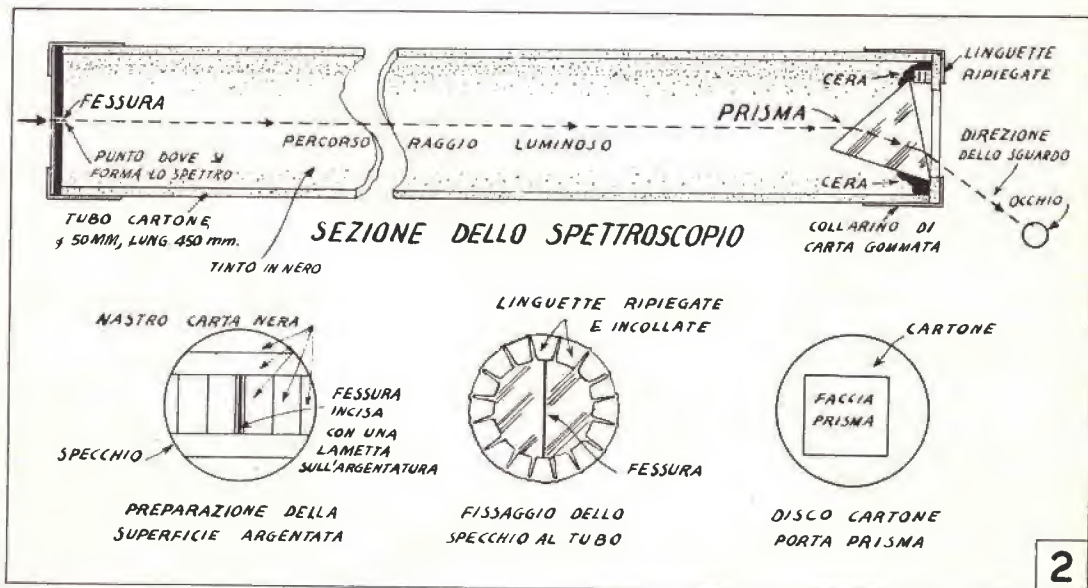 FESSURA
PUNTO DOVE SI
FORMA LO SPETTRO
TUBO CARTONE,
⌀ 50MM, LUNG. 450 mm.
TINTO IN NERO
PERCORSO RAGGIO LUMINOSO
SEZIONE DELLO SPETTROSCOPIO
CERA
PRISMA
CERA
LINGUETTE
RIPIEGATE
DIREZIONE
DELLO SGUARDO
OCCHIO
COLLARINO DI
CARTA GOMMATA
NASTRO CARTA NERA
FESSURA
INCISA
CON UNA
LAMETTA
SULL'ARGENTATURA
SPECCHIO
PREPARAZIONE DELLA
SUPERFICIE ARGENTATA
LINGUETTE RIPIEGATE
E INCOLLATE
FESSURA
FISSAGGIO DELLO
SPECCHIO AL TUBO
CARTONE
FACCIA
PRISMA
DISCO CARTONE
PORTA PRISMA
2